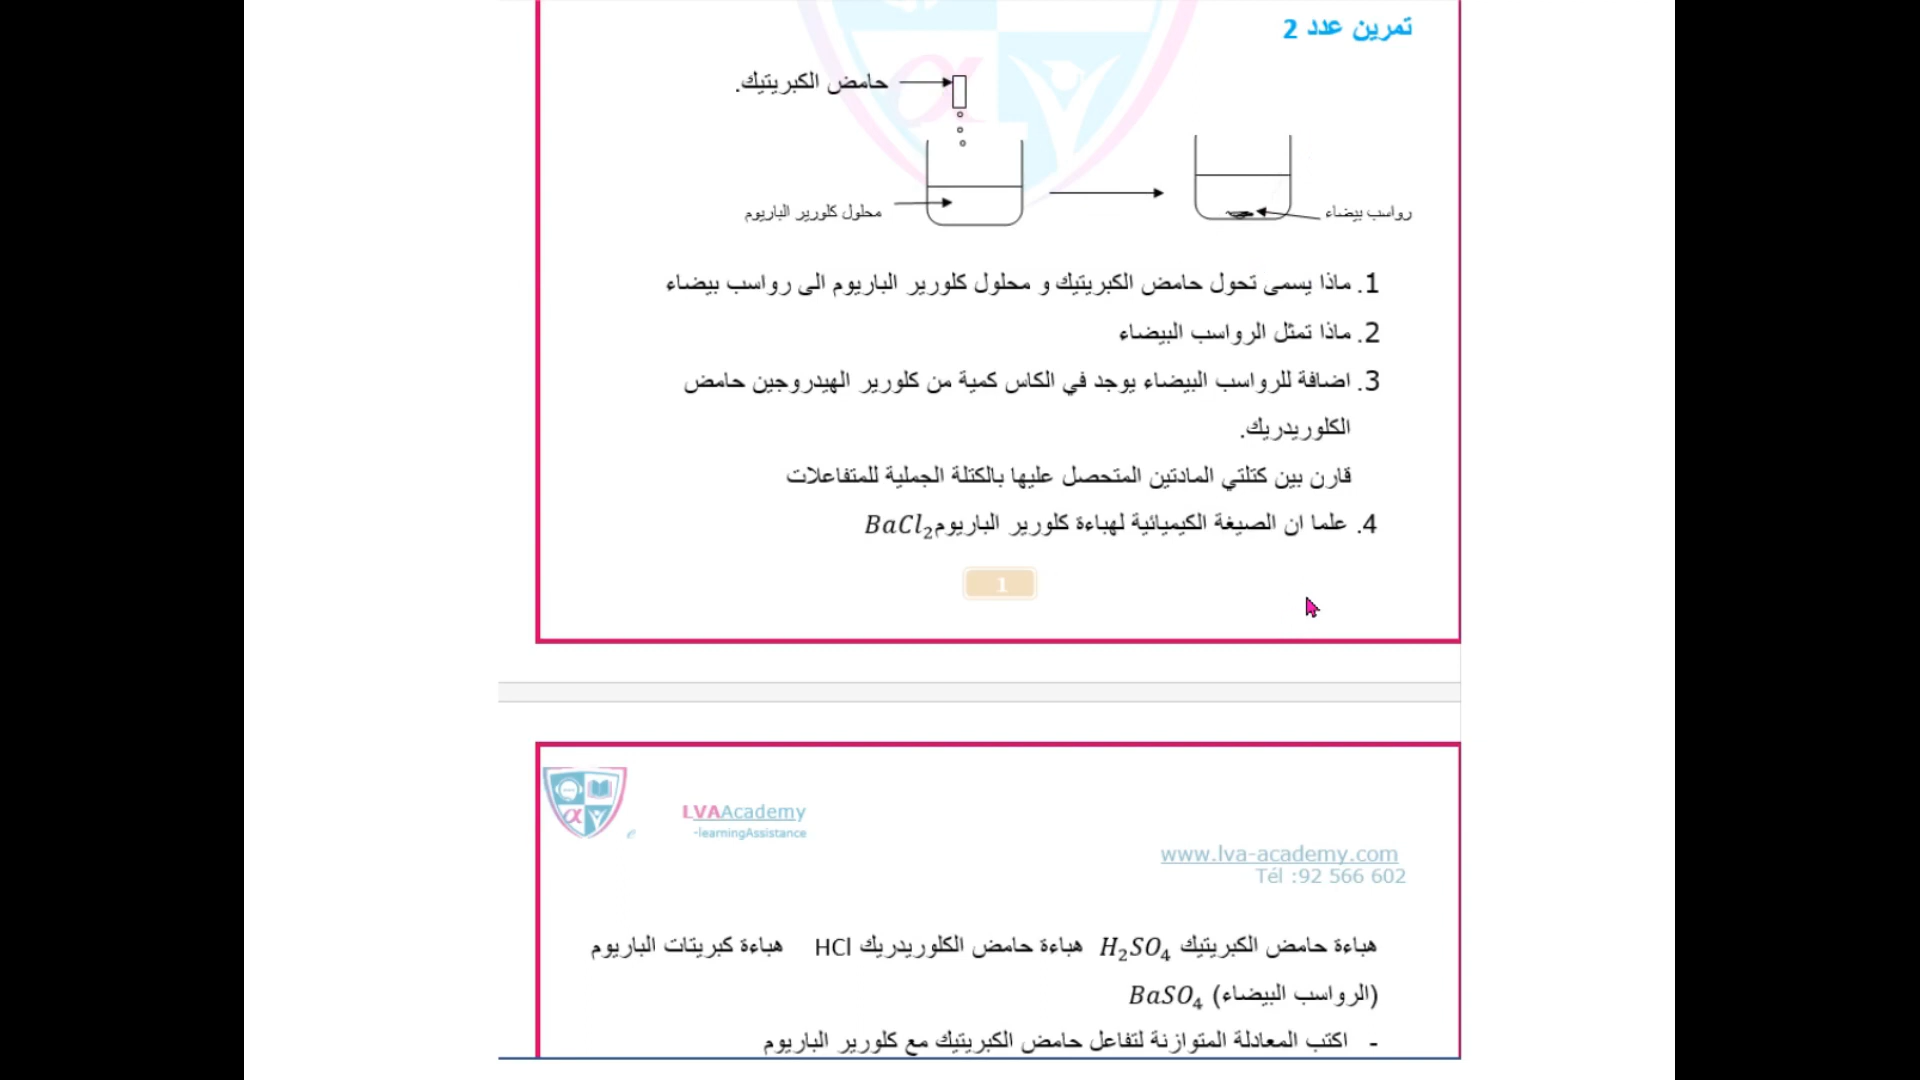 تمرين عدد 2
حامض الكبريتيك.
محلول كلورير الباريوم
رواسب بيضاء
1. ماذا يسمى تحول حامض الكبريتيك و محلول كلورير الباريوم الى رواسب بيضاء
2. ماذا تمثل الرواسب البيضاء
3. اضافة للرواسب البيضاء يوجد في الكاس كمية من كلورير الهيدروجين حامض
الكلوريدريك.
قارن بين كتلتي المادتين المتحصل عليها بالكتلة الجملية للمتفاعلات
4. علما ان الصيغة الكيميائية لهباءة كلورير الباريوم BaCl₂
1
LVAAcademy
-learningAssistance
e
www.lva-academy.com
Tél :92 566 602
هباءة حامض الكبريتيك H₂SO₄ هباءة حامض الكلوريدريك HCl هباءة كبريتات الباريوم
(الرواسب البيضاء) BaSO₄
- اكتب المعادلة المتوازنة لتفاعل حامض الكبريتيك مع كلورير الباريوم